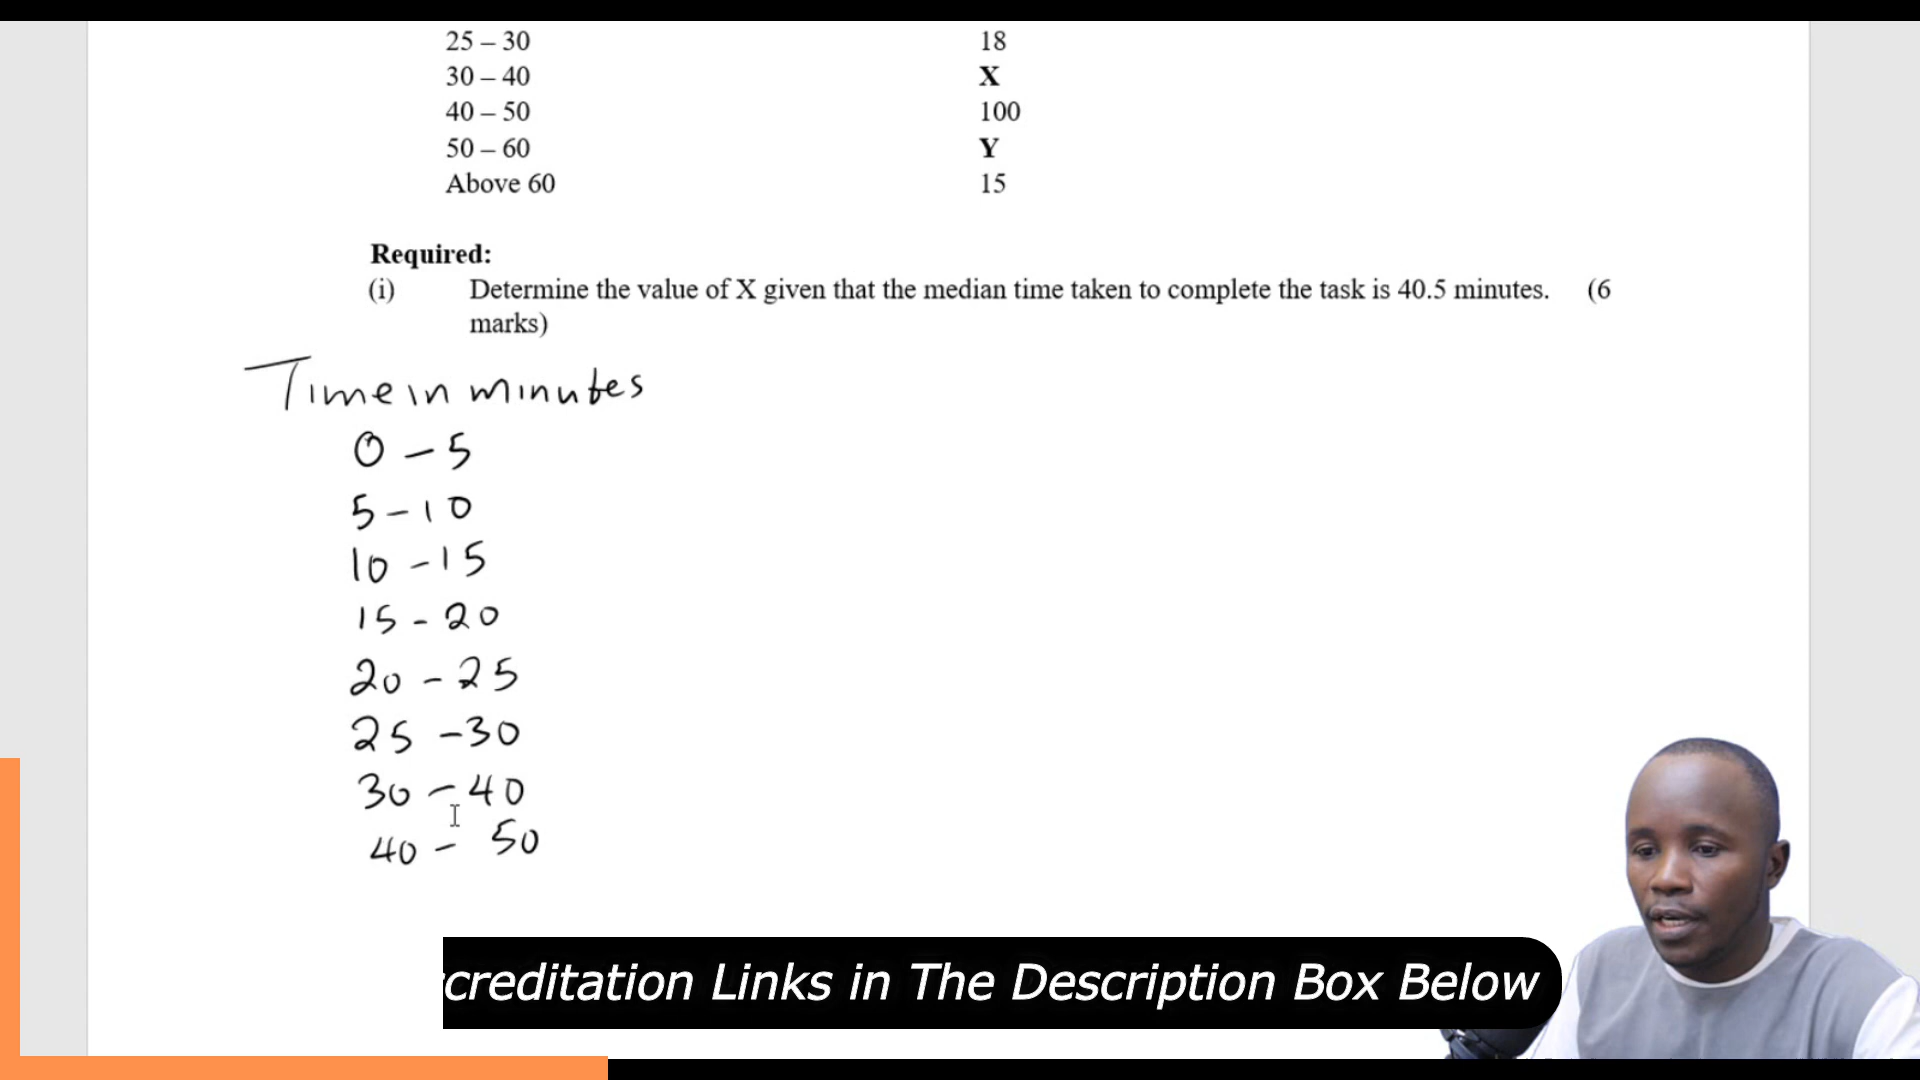 25 – 30 18
30 – 40 X
40 – 50 100
50 – 60 Y
Above 60 15
Required:
(i) Determine the value of X given that the median time taken to complete the task is 40.5 minutes. (6
marks)
Time in minutes
0 – 5
5 – 10
10 – 15
15 – 20
20 – 25
25 – 30
30 – 40
40 – 50
creditation Links in The Description Box Below